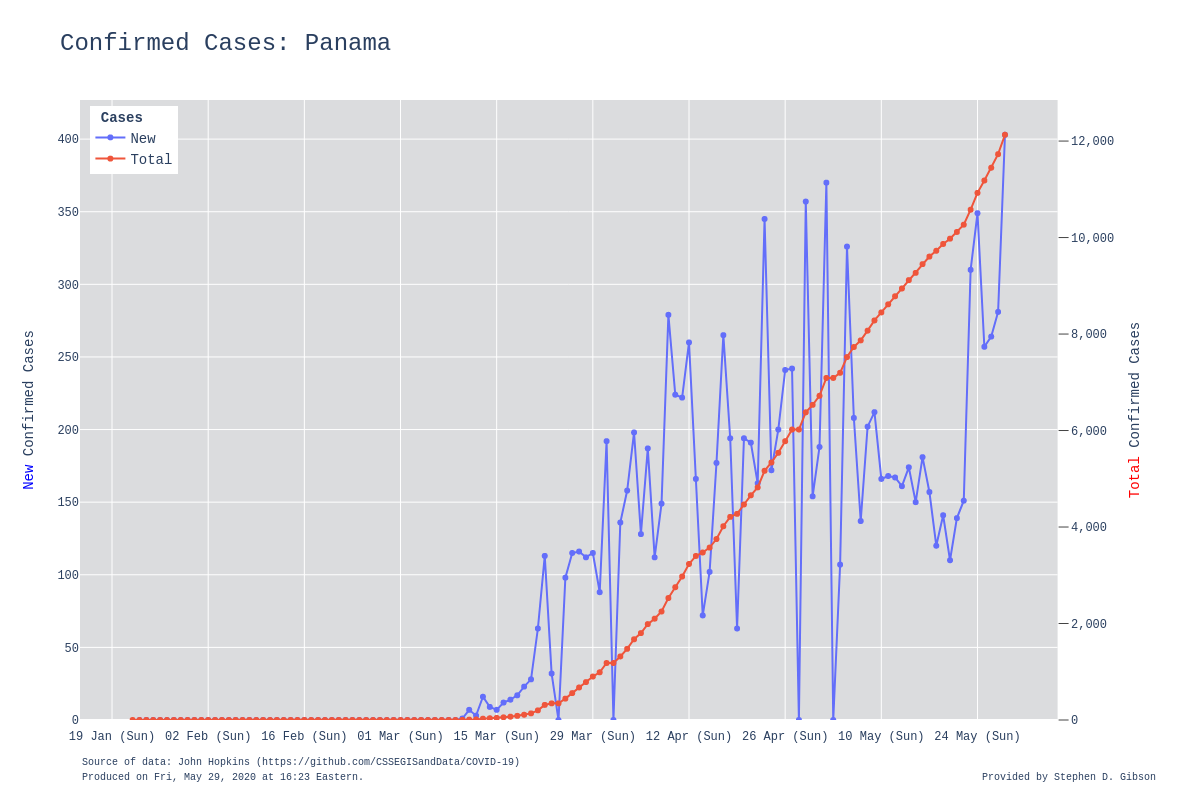 Confirmed Cases: Panama
Cases
New
Total
400
350
300
250
200
150
100
50
0
12,000
10,000
8,000
6,000
4,000
2,000
0
New Confirmed Cases
Total Confirmed Cases
19 Jan (Sun) 02 Feb (Sun) 16 Feb (Sun) 01 Mar (Sun) 15 Mar (Sun) 29 Mar (Sun) 12 Apr (Sun) 26 Apr (Sun) 10 May (Sun) 24 May (Sun)
Source of data: John Hopkins (https://github.com/CSSEGISandData/COVID-19)
Produced on Fri, May 29, 2020 at 16:23 Eastern.
Provided by Stephen D. Gibson